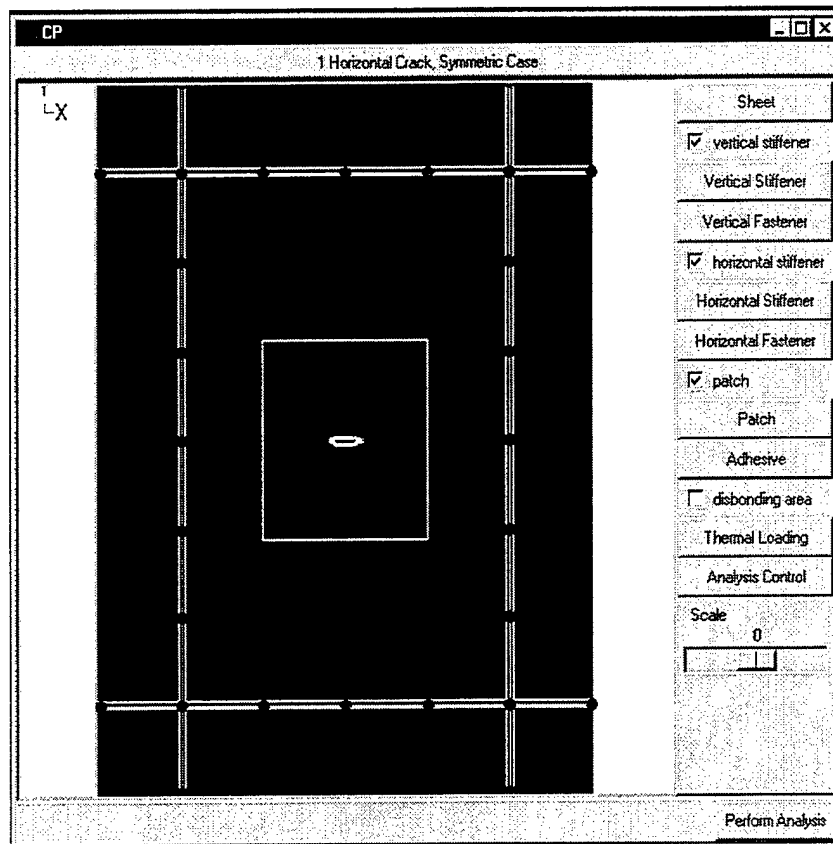 CP
1 Horizontal Crack, Symmetric Case
1
X
Sheet
vertical stiffener
Vertical Stiffener
Vertical Fastener
horizontal stiffener
Horizontal Stiffener
Horizontal Fastener
patch
Patch
Adhesive
disbonding area
Thermal Loading
Analysis Control
Scale
0
Perform Analysis